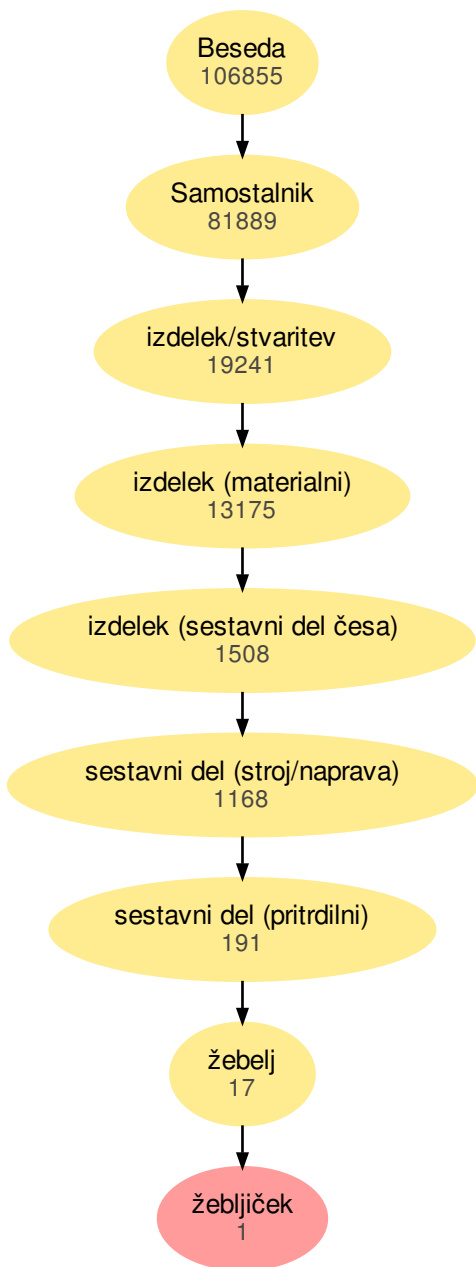 Beseda
106855
Samostalnik
81889
izdelek/stvaritev
19241
izdelek (materialni)
13175
izdelek (sestavni del česa)
1508
sestavni del (stroj/naprava)
1168
sestavni del (pritrdilni)
191
žebelj
17
žebljiček
1